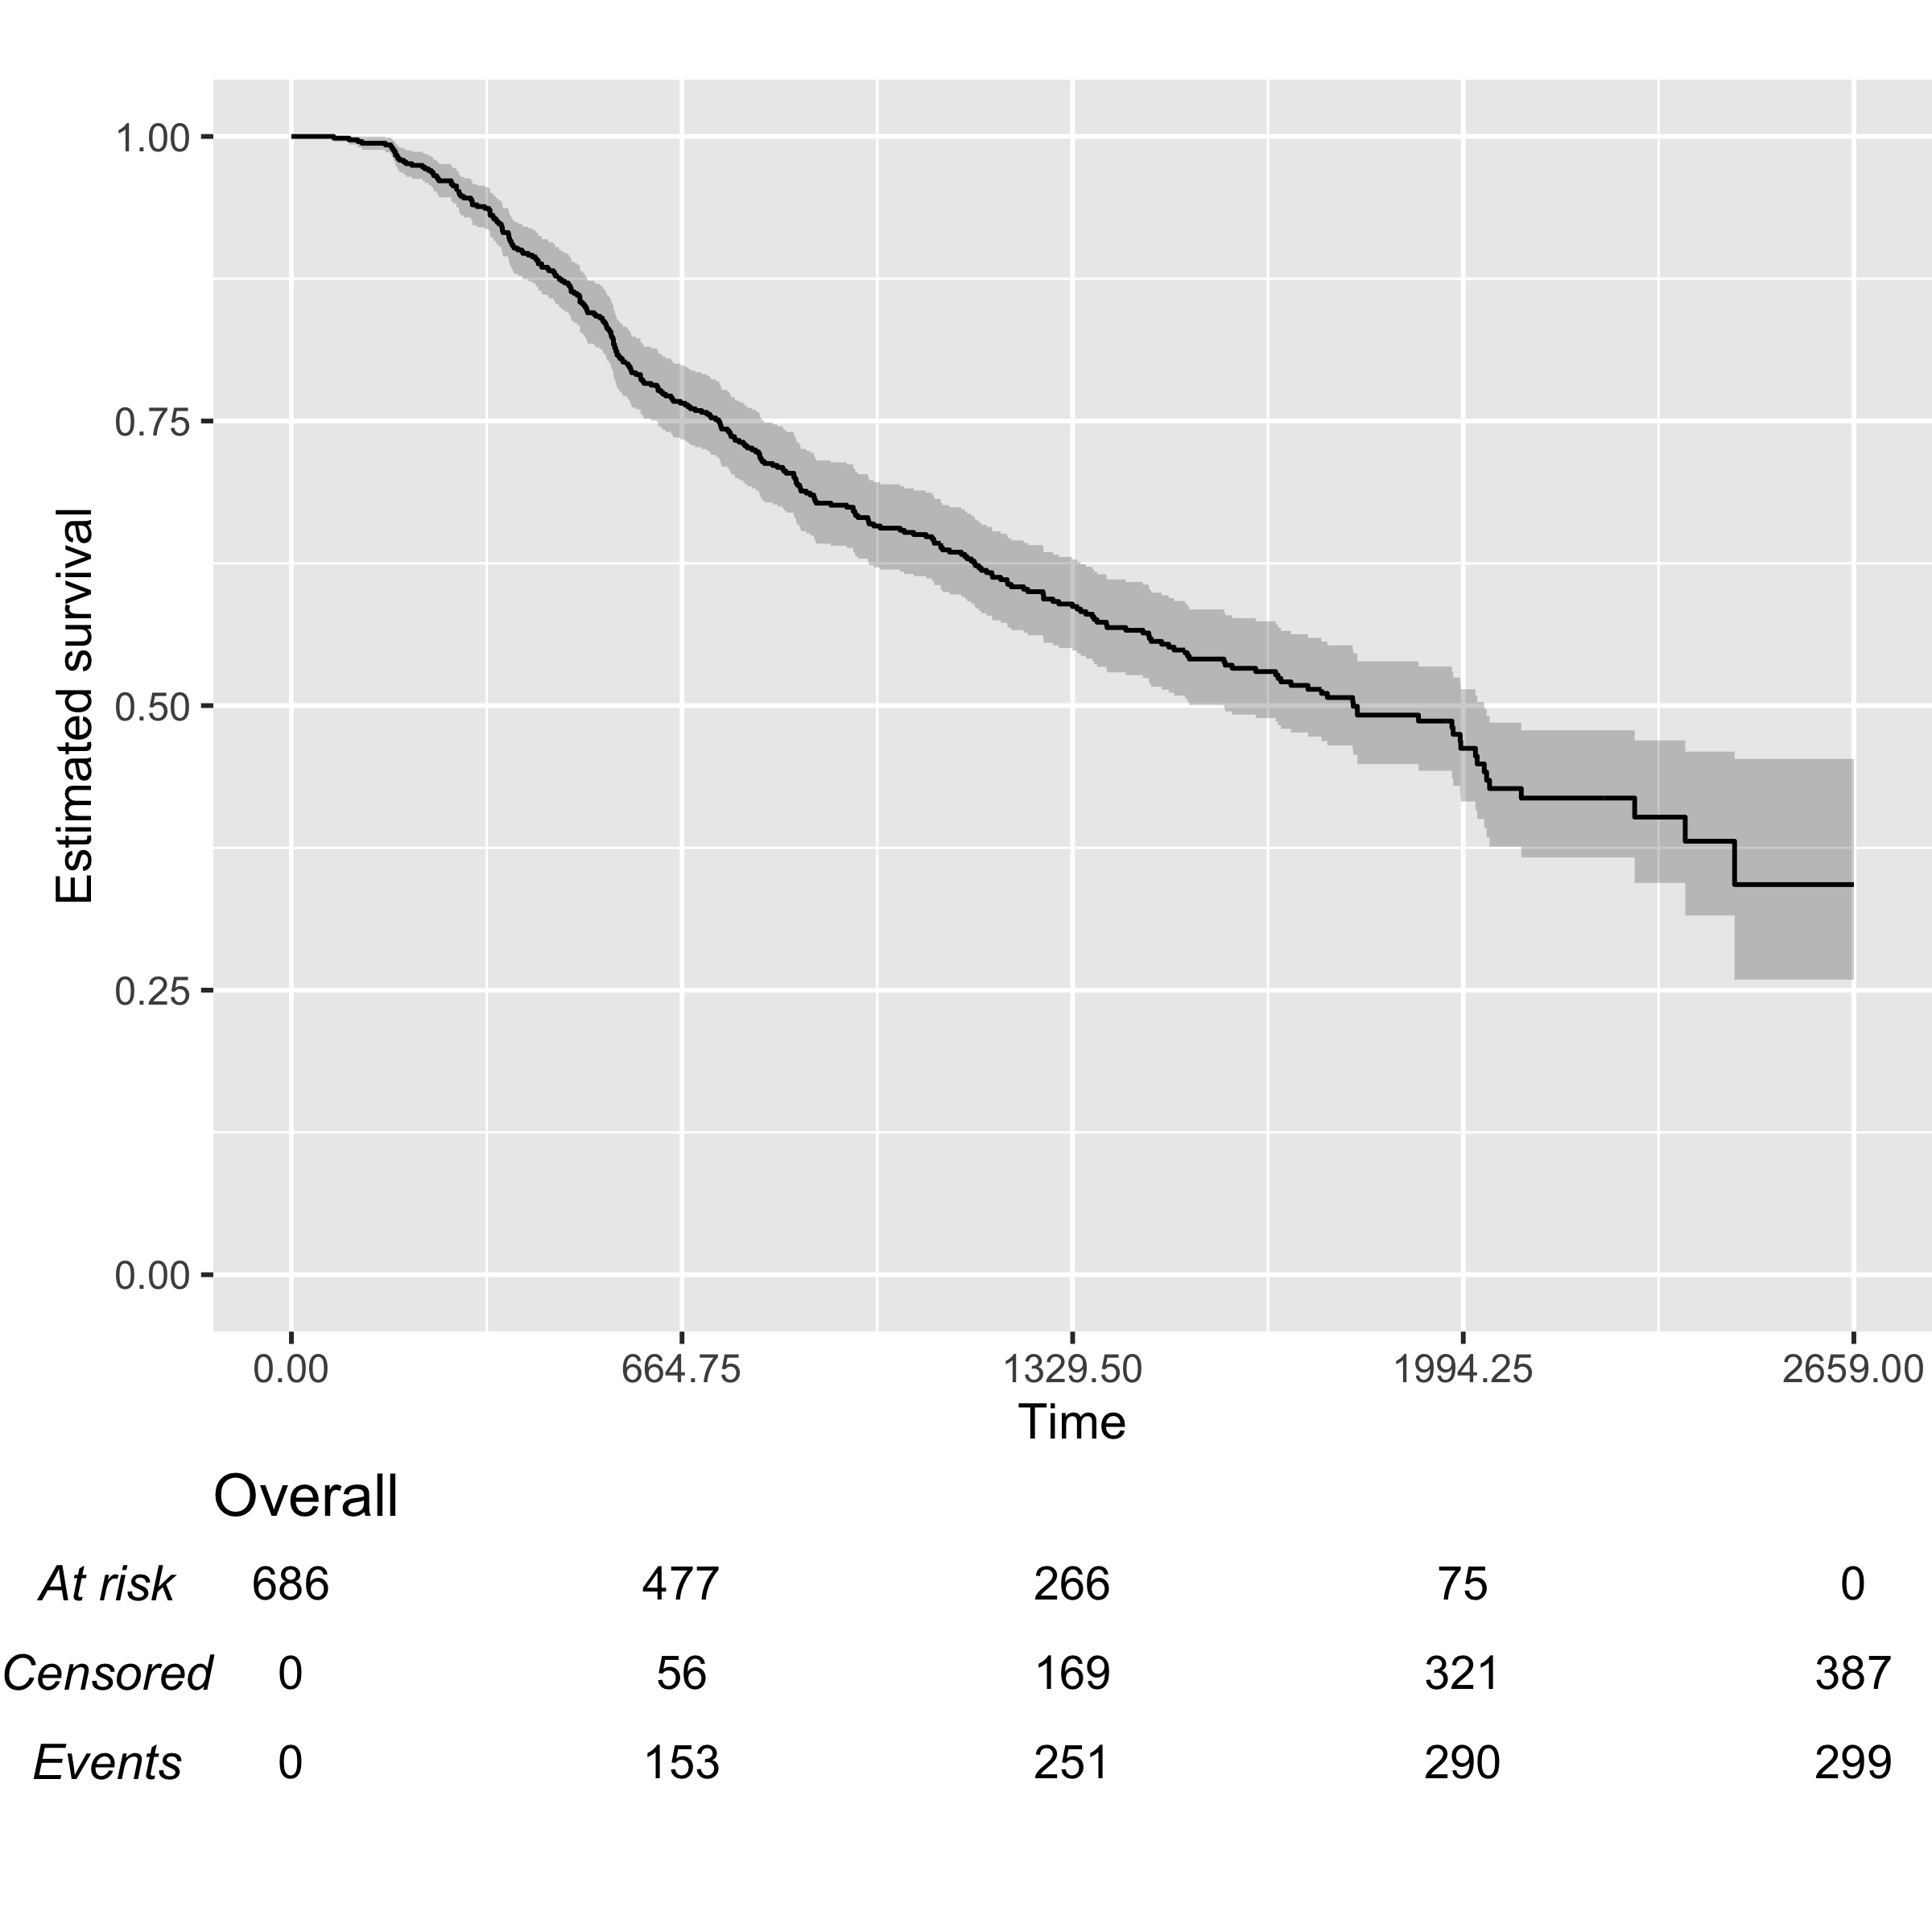 Estimated survival
1.00
0.75
0.50
0.25
0.00
0.00 664.75 1329.50 1994.25 2659.00
Time
Overall
At risk 686 477 266 75 0
Censored 0 56 169 321 387
Events 0 153 251 290 299